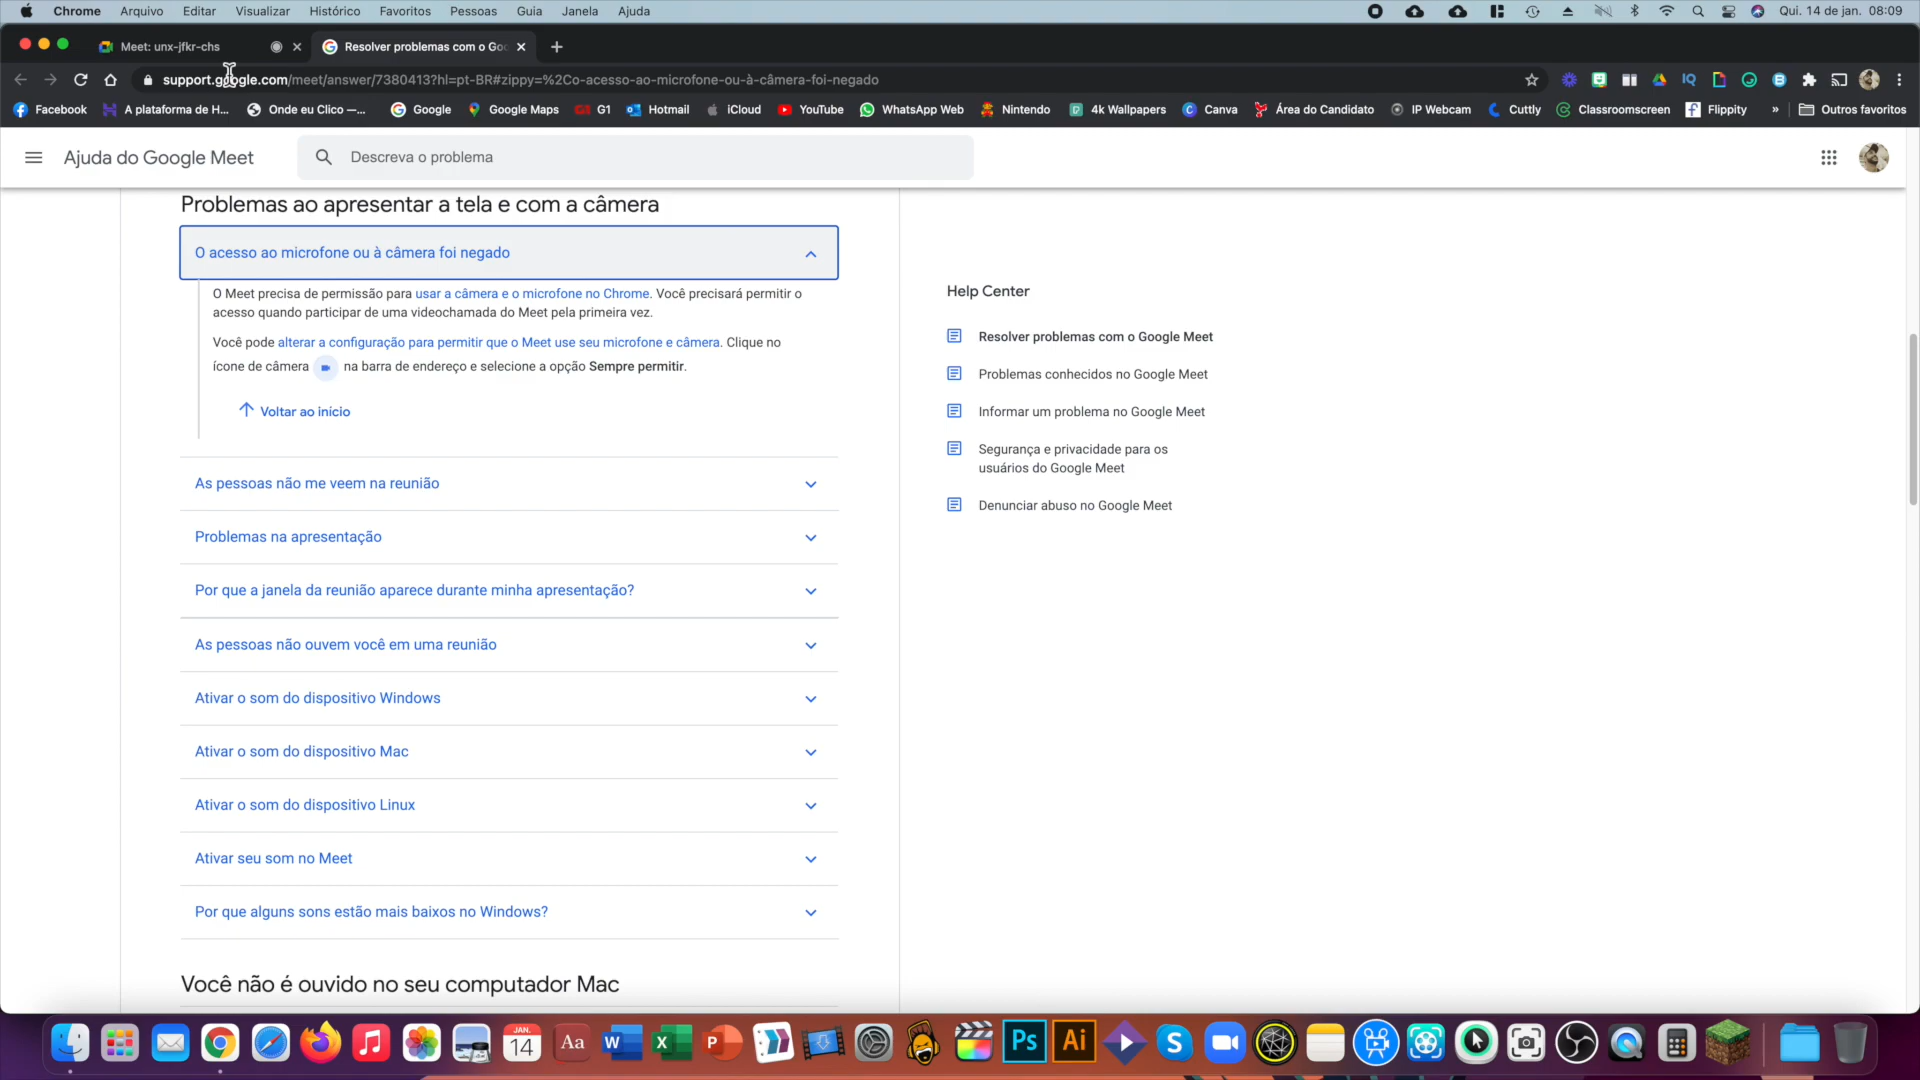 Chrome Arquivo Editar Visualizar Histórico Favoritos Pessoas Guia Janela Ajuda Qui. 14 de jan. 08:09
Meet: unx-jfkr-chs Resolver problemas com o Goo
support.google.com/meet/answer/7380413?hl=pt-BR#zippy=%2Co-acesso-ao-microfone-ou-à-câmera-foi-negado
Facebook A plataforma de H... Onde eu Clico —... Google Google Maps G1 Hotmail iCloud YouTube WhatsApp Web Nintendo 4k Wallpapers Canva Área do Candidato IP Webcam Cuttly Classroomscreen Flippity » Outros favoritos
Ajuda do Google Meet Descreva o problema
Problemas ao apresentar a tela e com a câmera
O acesso ao microfone ou à câmera foi negado
O Meet precisa de permissão para usar a câmera e o microfone no Chrome. Você precisará permitir o
acesso quando participar de uma videochamada do Meet pela primeira vez.
Você pode alterar a configuração para permitir que o Meet use seu microfone e câmera. Clique no
ícone de câmera na barra de endereço e selecione a opção Sempre permitir.
Voltar ao início
As pessoas não me veem na reunião
Problemas na apresentação
Por que a janela da reunião aparece durante minha apresentação?
As pessoas não ouvem você em uma reunião
Ativar o som do dispositivo Windows
Ativar o som do dispositivo Mac
Ativar o som do dispositivo Linux
Ativar seu som no Meet
Por que alguns sons estão mais baixos no Windows?
Você não é ouvido no seu computador Mac
Help Center
Resolver problemas com o Google Meet
Problemas conhecidos no Google Meet
Informar um problema no Google Meet
Segurança e privacidade para os
usuários do Google Meet
Denunciar abuso no Google Meet
JAN.
14 Aa W X P Ps Ai S